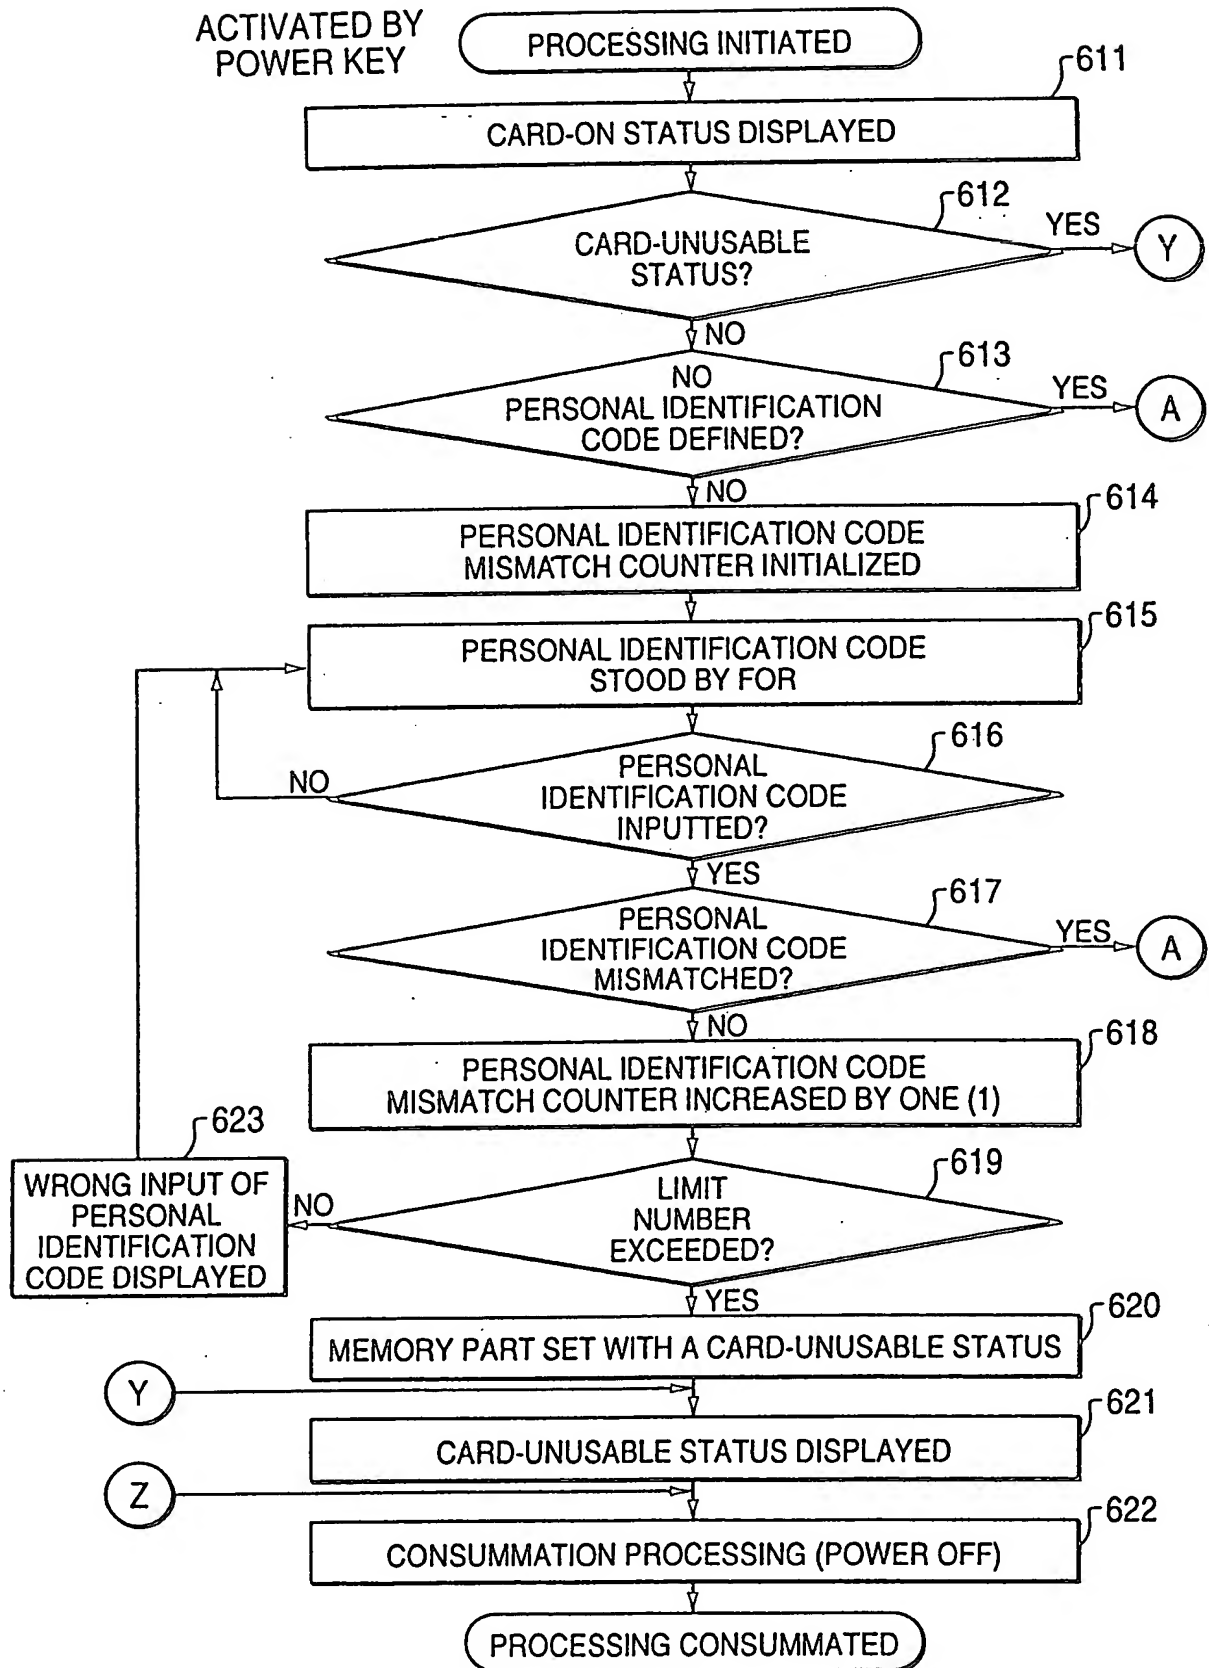 ACTIVATED BY
POWER KEY
PROCESSING INITIATED
611
CARD-ON STATUS DISPLAYED
612
CARD-UNUSABLE
STATUS?
YES
Y
NO
613
NO
PERSONAL IDENTIFICATION
CODE DEFINED?
YES
A
NO
614
PERSONAL IDENTIFICATION CODE
MISMATCH COUNTER INITIALIZED
615
PERSONAL IDENTIFICATION CODE
STOOD BY FOR
616
PERSONAL
IDENTIFICATION CODE
INPUTTED?
NO
YES
617
PERSONAL
IDENTIFICATION CODE
MISMATCHED?
YES
A
NO
618
PERSONAL IDENTIFICATION CODE
MISMATCH COUNTER INCREASED BY ONE (1)
623
WRONG INPUT OF
PERSONAL
IDENTIFICATION
CODE DISPLAYED
NO
619
LIMIT
NUMBER
EXCEEDED?
YES
620
MEMORY PART SET WITH A CARD-UNUSABLE STATUS
Y
621
CARD-UNUSABLE STATUS DISPLAYED
Z
622
CONSUMMATION PROCESSING (POWER OFF)
PROCESSING CONSUMMATED